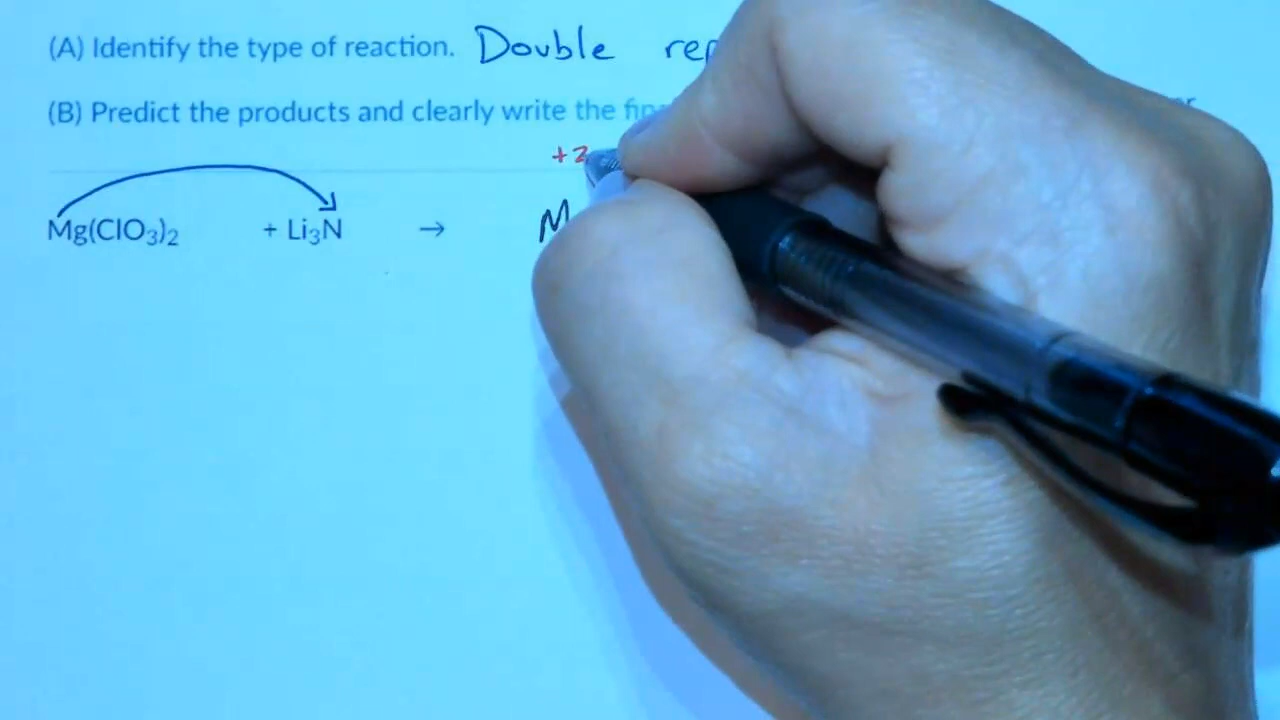 (A) Identify the type of reaction. Double
(B) Predict the products and clearly write the
+2
Mg(ClO₃)₂ + Li₃N → M